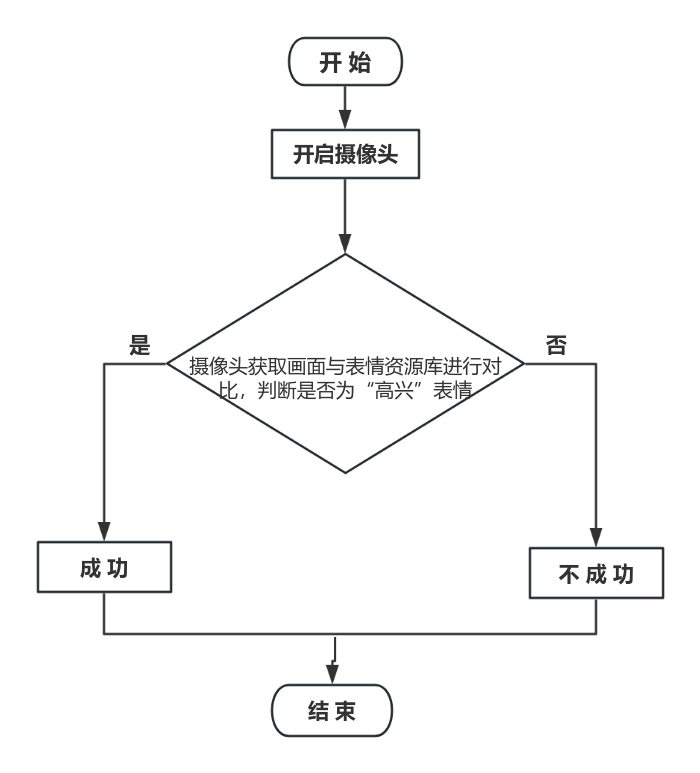 开 始
开启摄像头
是
否
摄像头获取画面与表情资源库进行对
比，判断是否为“高兴”表情
成 功
不 成 功
结 束